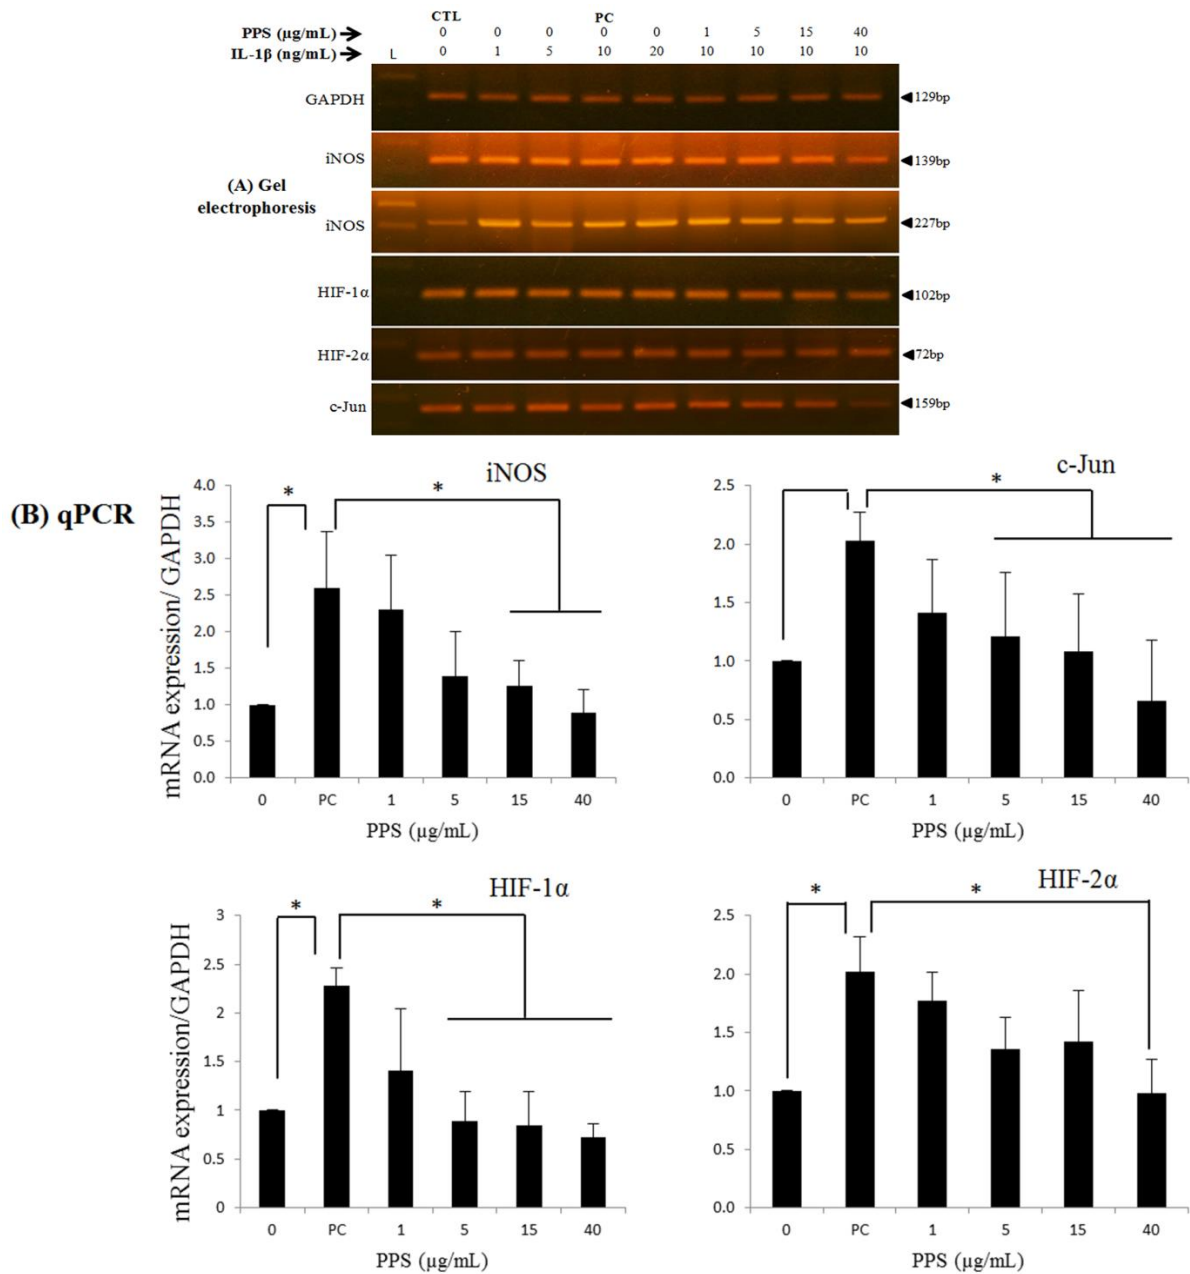 CTL PC
PPS (µg/mL) → 0 0 0 0 0 1 5 15 40
IL-1β (ng/mL) → L 0 1 5 10 20 10 10 10 10
GAPDH ◄129bp
iNOS ◄139bp
(A) Gel
electrophoresis
iNOS ◄227bp
HIF-1α ◄102bp
HIF-2α ◄72bp
c-Jun ◄159bp
(B) qPCR
iNOS
* *
mRNA expression/ GAPDH
4.0
3.5
3.0
2.5
2.0
1.5
1.0
0.5
0.0
0 PC 1 5 15 40
PPS (µg/mL)
c-Jun
*
2.5
2.0
1.5
1.0
0.5
0.0
0 PC 1 5 15 40
PPS (µg/mL)
HIF-1α
* *
mRNA expression/GAPDH
3
2.5
2
1.5
1
0.5
0
0 PC 1 5 15 40
PPS (µg/mL)
HIF-2α
* *
2.5
2.0
1.5
1.0
0.5
0.0
0 PC 1 5 15 40
PPS (µg/mL)